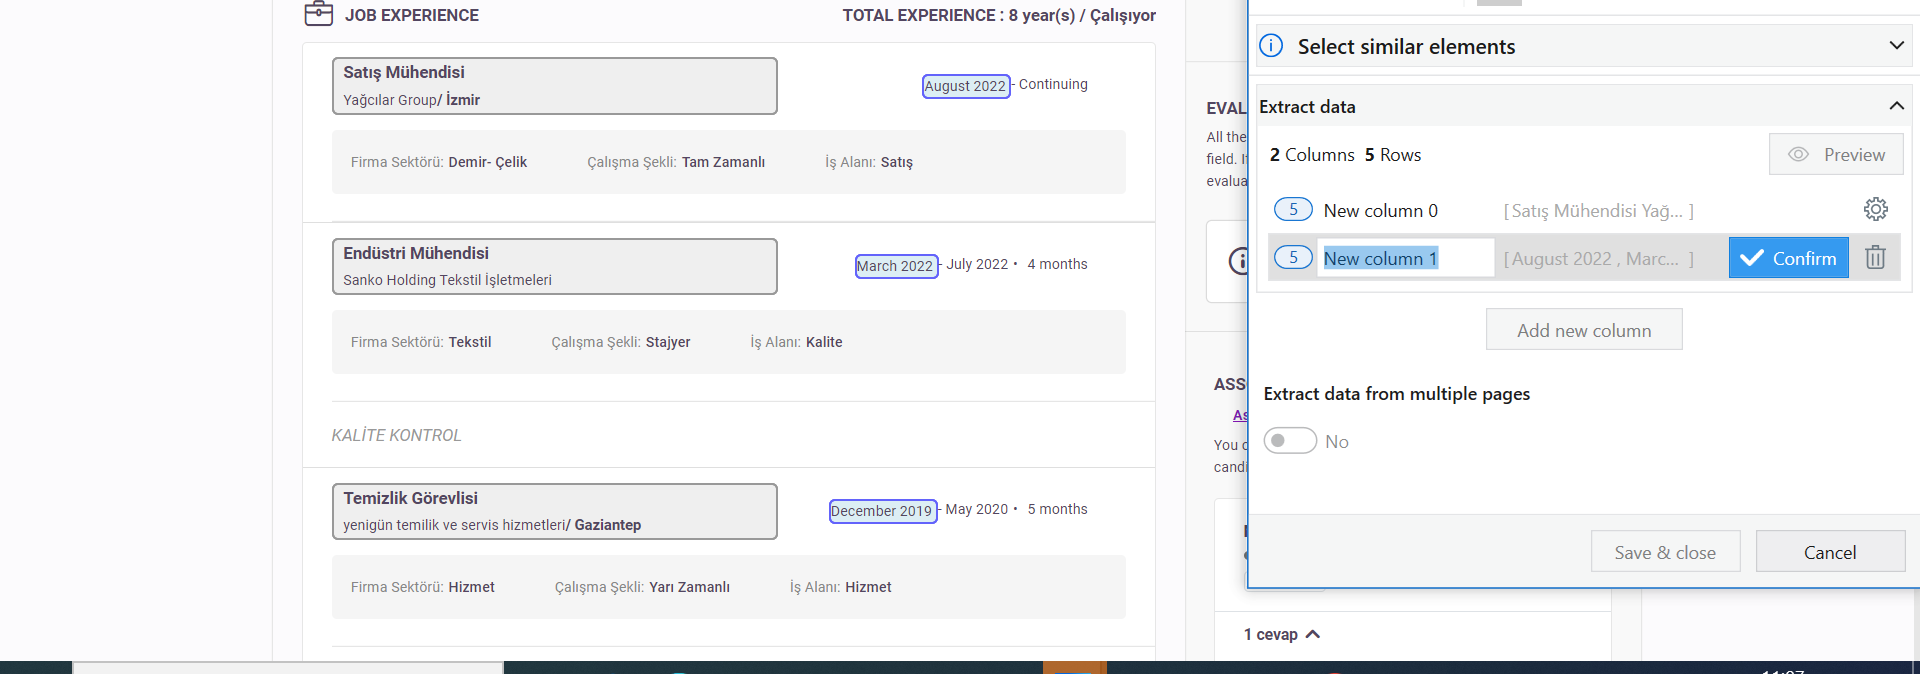 JOB EXPERIENCE
TOTAL EXPERIENCE : 8 year(s) / Çalışıyor
Satış Mühendisi
Yağcılar Group/ İzmir
August 2022 - Continuing
Firma Sektörü: Demir- Çelik Çalışma Şekli: Tam Zamanlı İş Alanı: Satış
Endüstri Mühendisi
Sanko Holding Tekstil İşletmeleri
March 2022 - July 2022 • 4 months
Firma Sektörü: Tekstil Çalışma Şekli: Stajyer İş Alanı: Kalite
KALİTE KONTROL
Temizlik Görevlisi
yenigün temilik ve servis hizmetleri/ Gaziantep
December 2019 - May 2020 • 5 months
Firma Sektörü: Hizmet Çalışma Şekli: Yarı Zamanlı İş Alanı: Hizmet
EVAL
All the
field. I
evalua
ASS
As
You c
candi
1 cevap
Select similar elements
Extract data
2 Columns 5 Rows
Preview
5 New column 0 [ Satış Mühendisi Yağ... ]
5 New column 1 [ August 2022 , Marc... ] Confirm
Add new column
Extract data from multiple pages
No
Save & close
Cancel